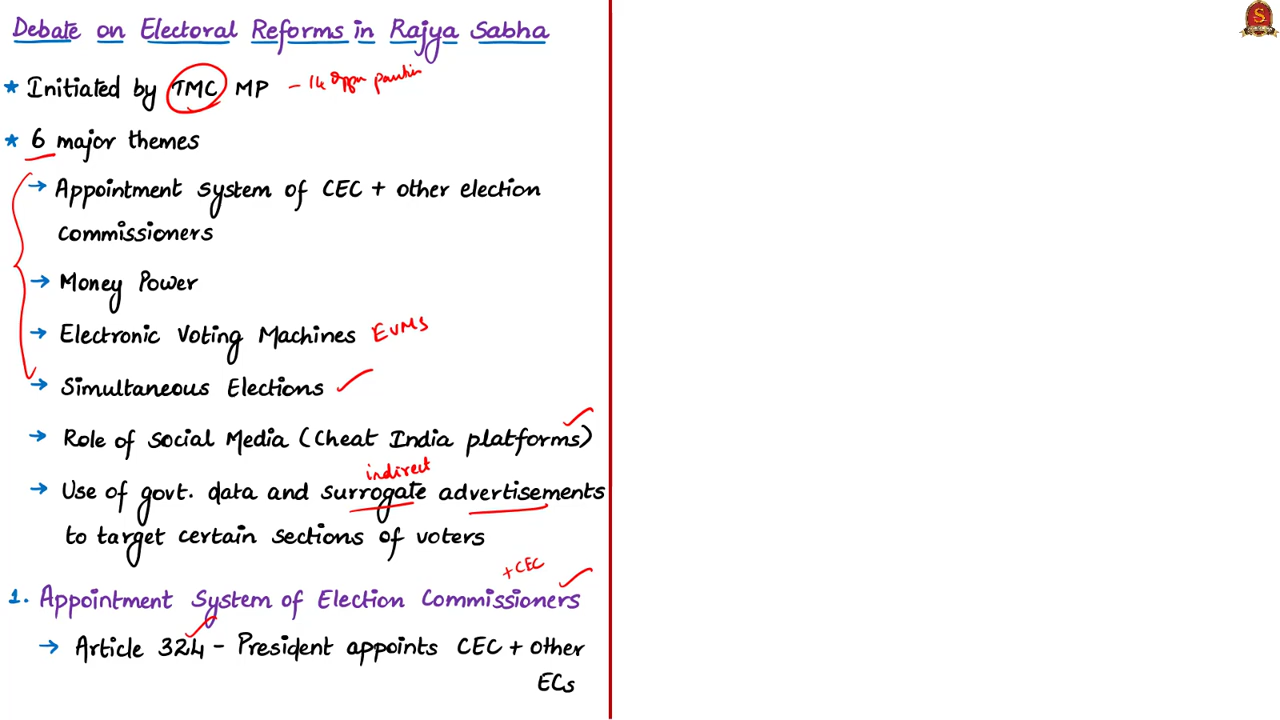 Debate on Electoral Reforms in Rajya Sabha
* Initiated by TMC MP - 14 oppn parties
* 6 major themes
→ Appointment system of CEC + other election
commissioners
→ Money Power
→ Electronic Voting Machines EVMs
→ Simultaneous Elections ✓
→ Role of social Media (Cheat India platforms)
indirect
→ Use of govt. data and surrogate advertisements
to target certain sections of voters
+ CEC
1. Appointment System of Election Commissioners
→ Article 324 - President appoints CEC + other
ECs
S